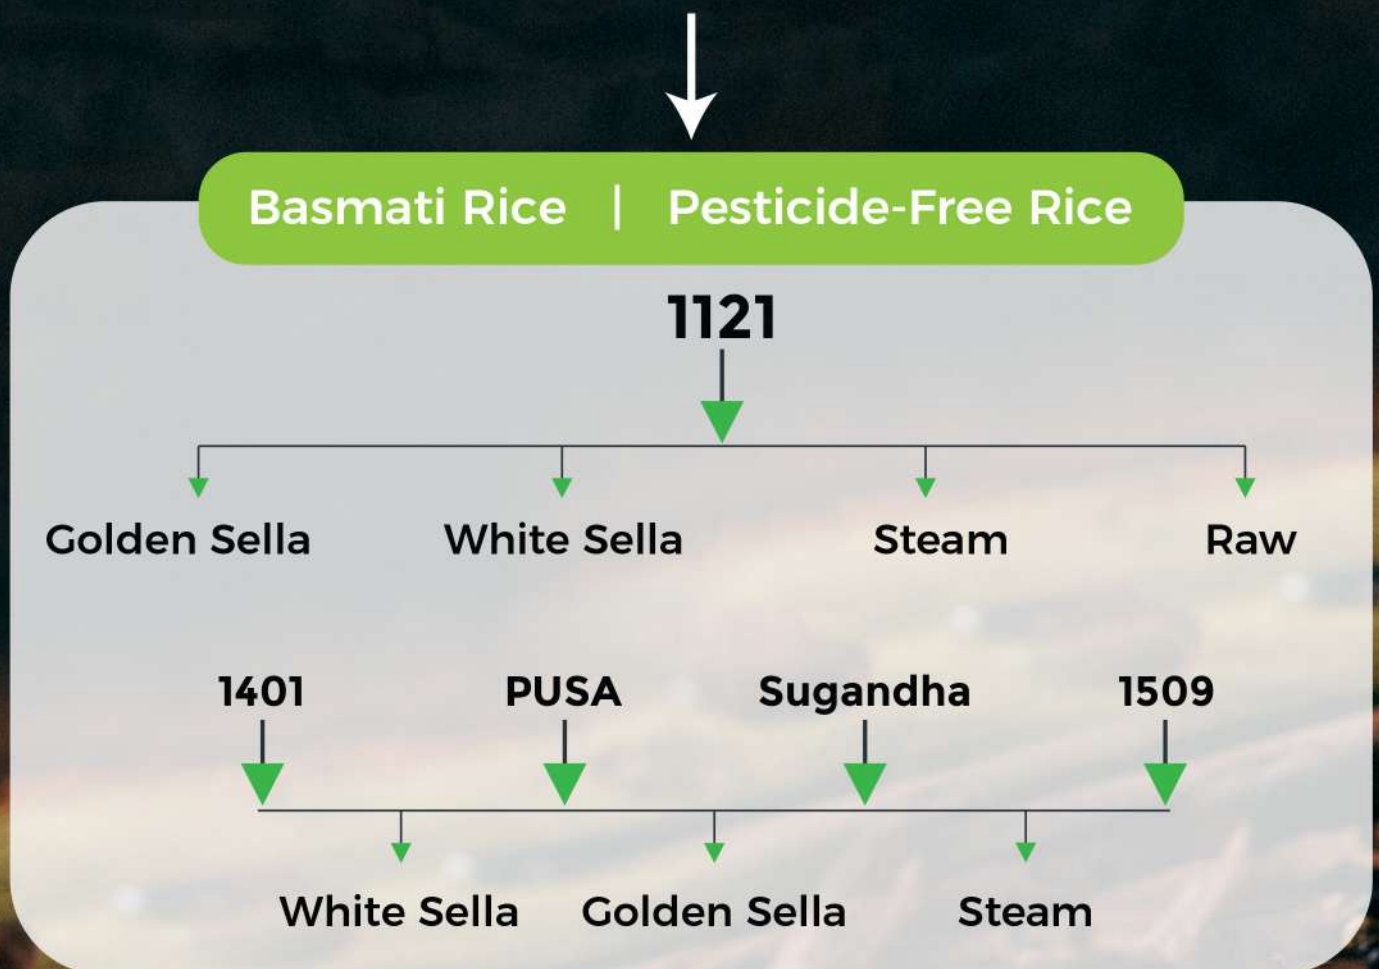 Basmati Rice | Pesticide-Free Rice
1121
Golden Sella White Sella Steam Raw
1401 PUSA Sugandha 1509
White Sella Golden Sella Steam